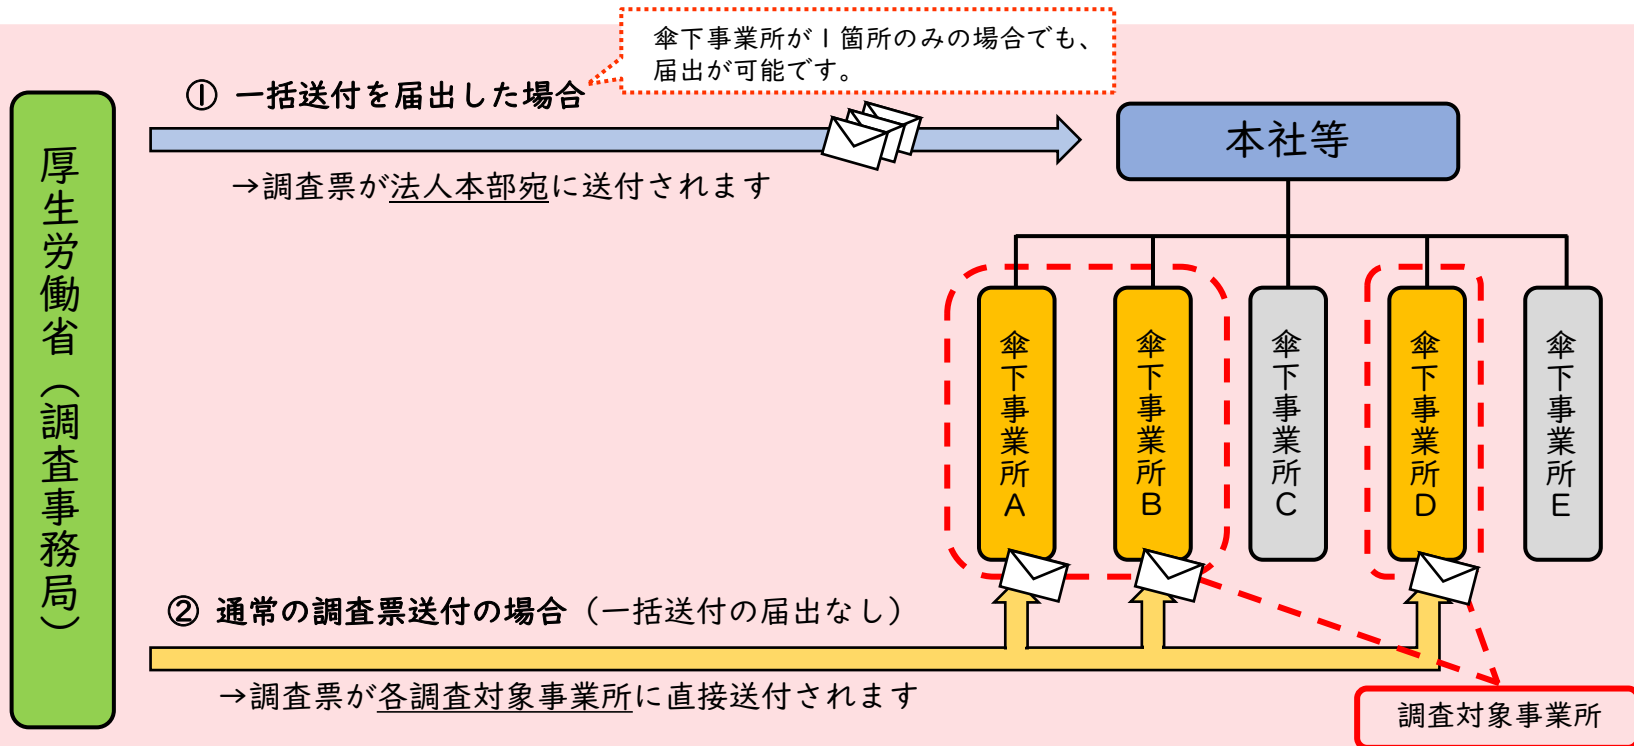 傘下事業所が1箇所のみの場合でも、
届出が可能です。
① 一括送付を届出した場合
→調査票が法人本部宛に送付されます
厚生労働省（調査事務局）
本社等
傘下事業所A
傘下事業所B
傘下事業所C
傘下事業所D
傘下事業所E
② 通常の調査票送付の場合（一括送付の届出なし）
→調査票が各調査対象事業所に直接送付されます
調査対象事業所